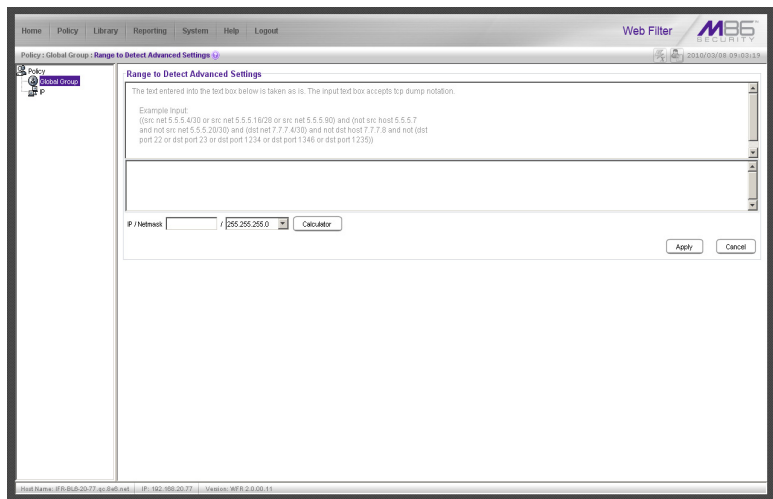 Home Policy Library Reporting System Help Logout
Web Filter
M86
SECURITY
Policy : Global Group : Range to Detect Advanced Settings
2010/03/08 09:03:19
Policy
Global Group
IP
Range to Detect Advanced Settings
The text entered into the text box below is taken as is. The input text box accepts tcp dump notation.
Example Input:
((src net 5.5.5.4/30 or src net 5.5.5.16/28 or src net 5.5.5.90) and (not src host 5.5.5.7
and not src net 5.5.5.20/30) and (dst net 7.7.7.4/30) and not dst host 7.7.7.6 and not (dst
port 22 or dst port 23 or dst port 1234 or dst port 1346 or dst port 1235))
IP / Netmask / 255.255.255.0 Calculator
Apply Cancel
Host Name: IFR-BL6-20-77.qc.8e6.net IP: 192.168.20.77 Version: WFR 2.0.00.11